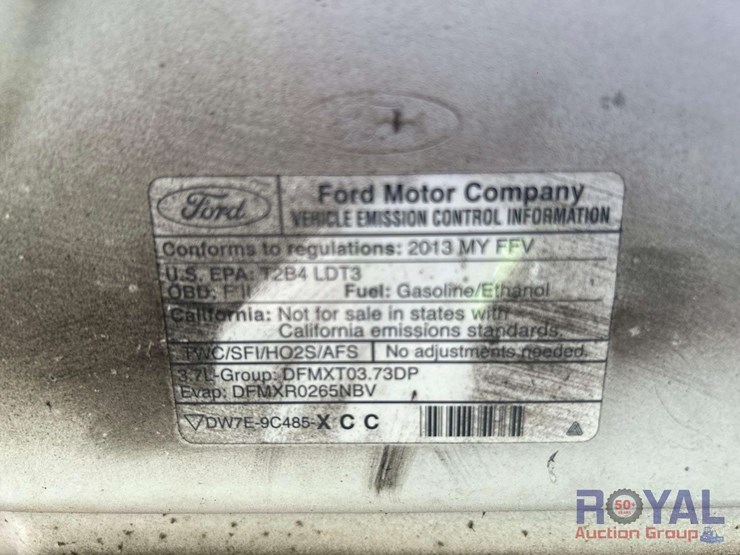 Ford
Ford Motor Company
VEHICLE EMISSION CONTROL INFORMATION
Conforms to regulations: 2013 MY FFV
U.S. EPA: T2B4 LDT3
OBD: F II Fuel: Gasoline/Ethanol
California: Not for sale in states with
California emissions standards.
TWC/SFI/HO2S/AFS No adjustments needed.
3.7L-Group: DFMXT03.73DP
Evap: DFMXR0265NBV
DW7E-9C485-X C C
ROYAL
50
Auction Group